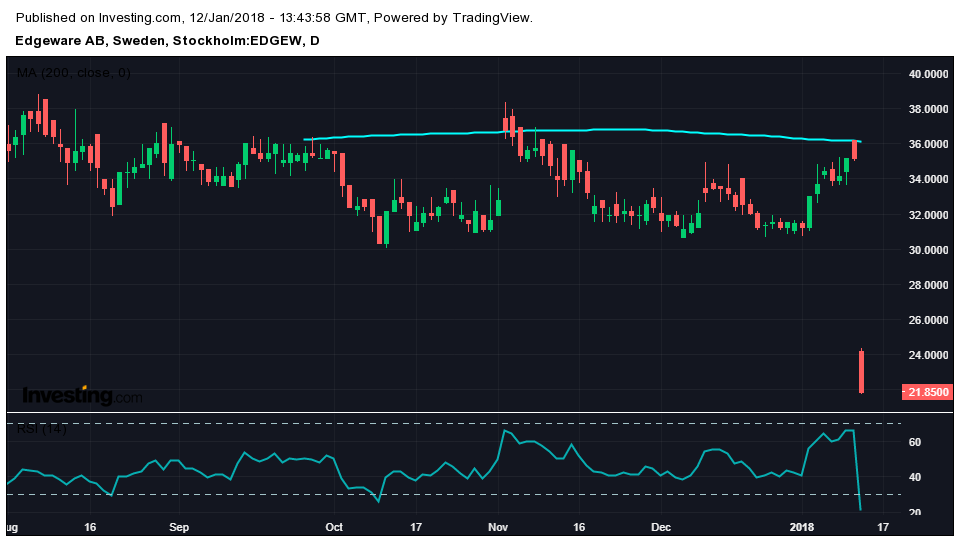 Published on Investing.com, 12/Jan/2018 - 13:43:58 GMT, Powered by TradingView.
Edgeware AB, Sweden, Stockholm:EDGEW, D
MA (200, close, 0)
40.0000
38.0000
36.0000
34.0000
32.0000
30.0000
28.0000
26.0000
24.0000
21.8500
Investing.com
RSI (14)
60
40
20
ug 16 Sep Oct 17 Nov 16 Dec 2018 17